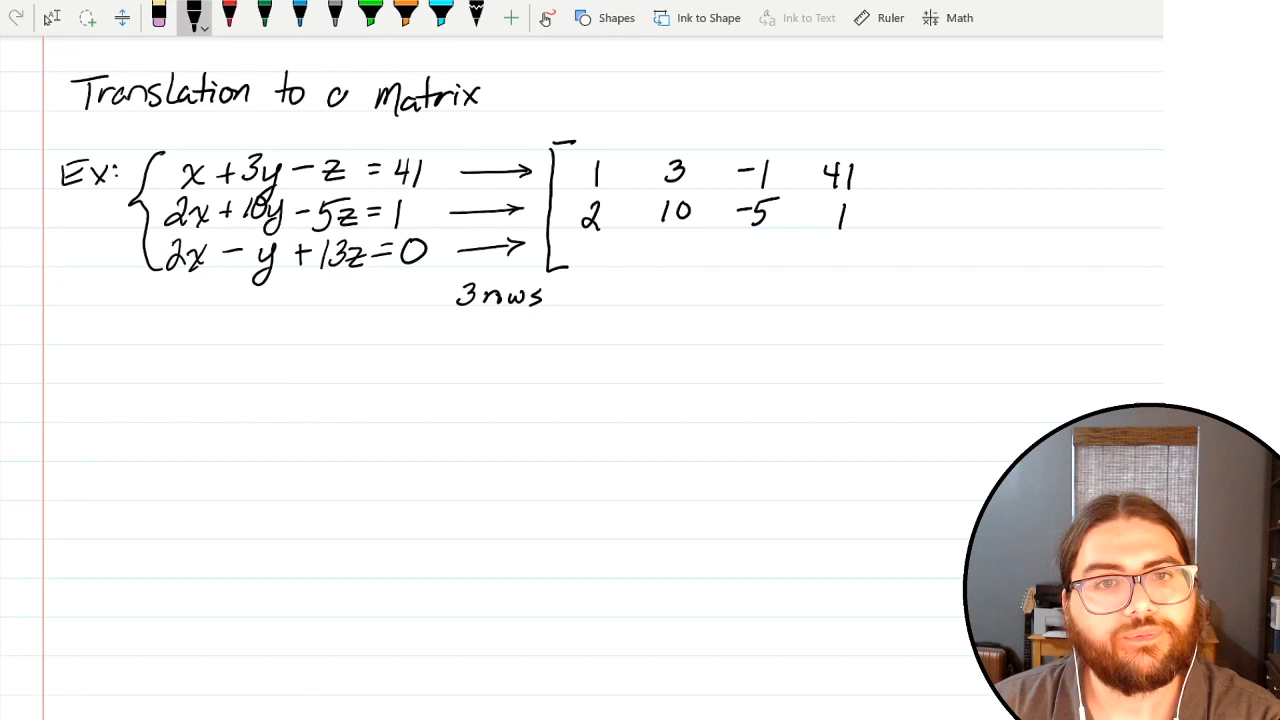 Shapes Ink to Shape Ink to Text Ruler Math
Translation to a Matrix
Ex: { x + 3y - z = 41 → [ 1 3 -1 41
2x + 10y - 5z = 1 → 2 10 -5 1
2x - y + 13z = 0 →
3 rows